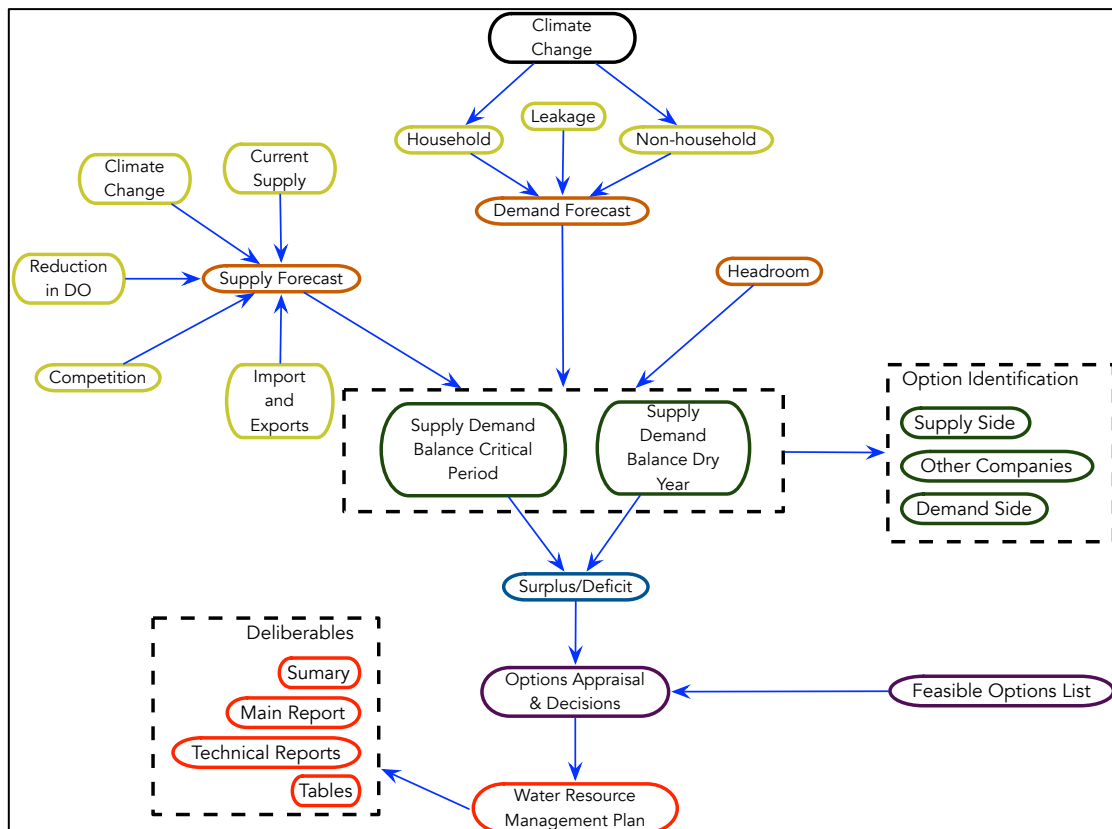 Climate
Change
Leakage
Household
Non-household
Climate
Change
Current
Supply
Demand Forecast
Reduction
in DO
Supply Forecast
Headroom
Competition
Import
and
Exports
Supply Demand
Balance Critical
Period
Supply
Demand
Balance Dry
Year
Option Identification
Supply Side
Other Companies
Demand Side
Surplus/Deficit
Deliberables
Sumary
Main Report
Technical Reports
Tables
Options Appraisal
& Decisions
Feasible Options List
Water Resource
Management Plan